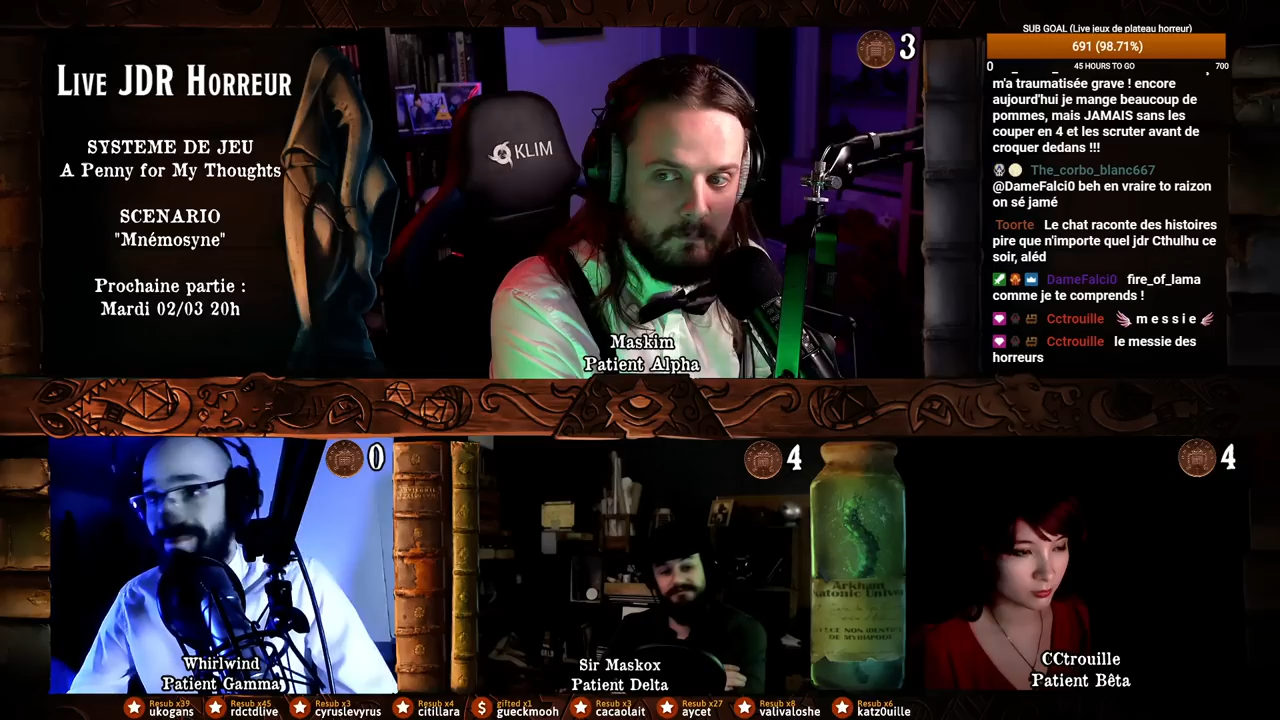 SUB GOAL (Live jeux de plateau horreur)
691 (98.71%)
0
45 HOURS TO GO
700
3
LIVE JDR HORREUR
SYSTEME DE JEU
A Penny for My Thoughts
SCENARIO
"Mnémosyne"
Prochaine partie :
Mardi 02/03 20h
KLIM
Maskim
Patient Alpha
m'a traumatisée grave ! encore
aujourd'hui je mange beaucoup de
pommes, mais JAMAIS sans les
couper en 4 et les scruter avant de
croquer dedans !!!
The_corbo_blanc667
@DameFalci0 beh en vraire to raizon
on sé jamé
Toorte Le chat raconte des histoires
pire que n'importe quel jdr Cthulhu ce
soir, aléd
DameFalci0 fire_of_lama
comme je te comprends !
Cctrouille m e s s i e
Cctrouille le messie des
horreurs
0
4
4
Whirlwind
Patient Gamma
Sir Maskox
Patient Delta
Arkham
CCtrouille
Patient Bêta
Resub x39
ukogans
Resub x45
rdctdlive
Resub x3
cyruslevyrus
Resub x4
citillara
gifted x1
gueckmooh
Resub x3
cacaolait
Resub x27
aycet
Resub x8
valivaloshe
Resub x6
katz0uille